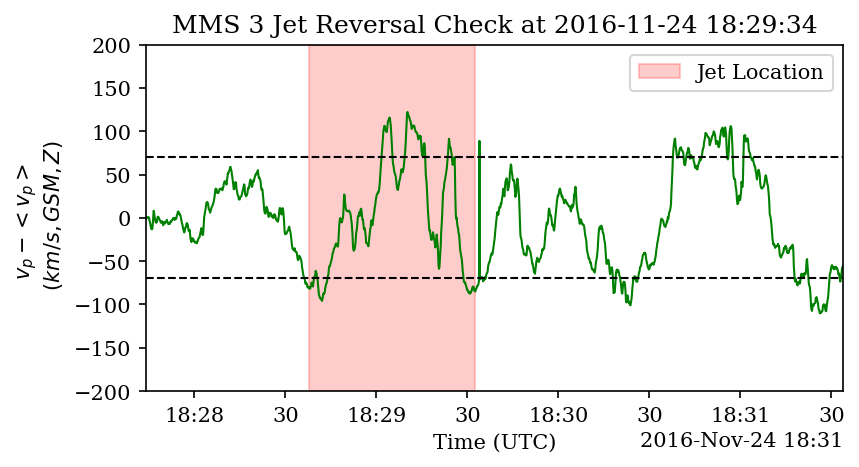 MMS 3 Jet Reversal Check at 2016-11-24 18:29:34
Jet Location
200
150
100
50
0
−50
−100
−150
−200
v_p − < v_p >
(km/s, GSM, Z)
18:28 30 18:29 30 18:30 30 18:31 30
Time (UTC)
2016-Nov-24 18:31